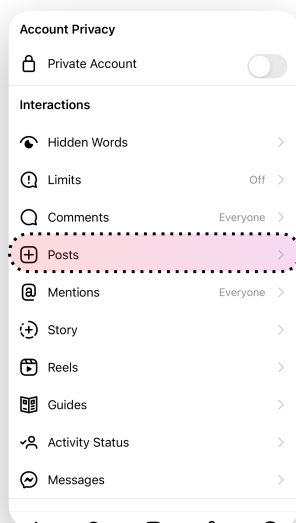 Account Privacy
Private Account
Interactions
Hidden Words
Limits Off
Comments Everyone
Posts
Mentions Everyone
Story
Reels
Guides
Activity Status
Messages